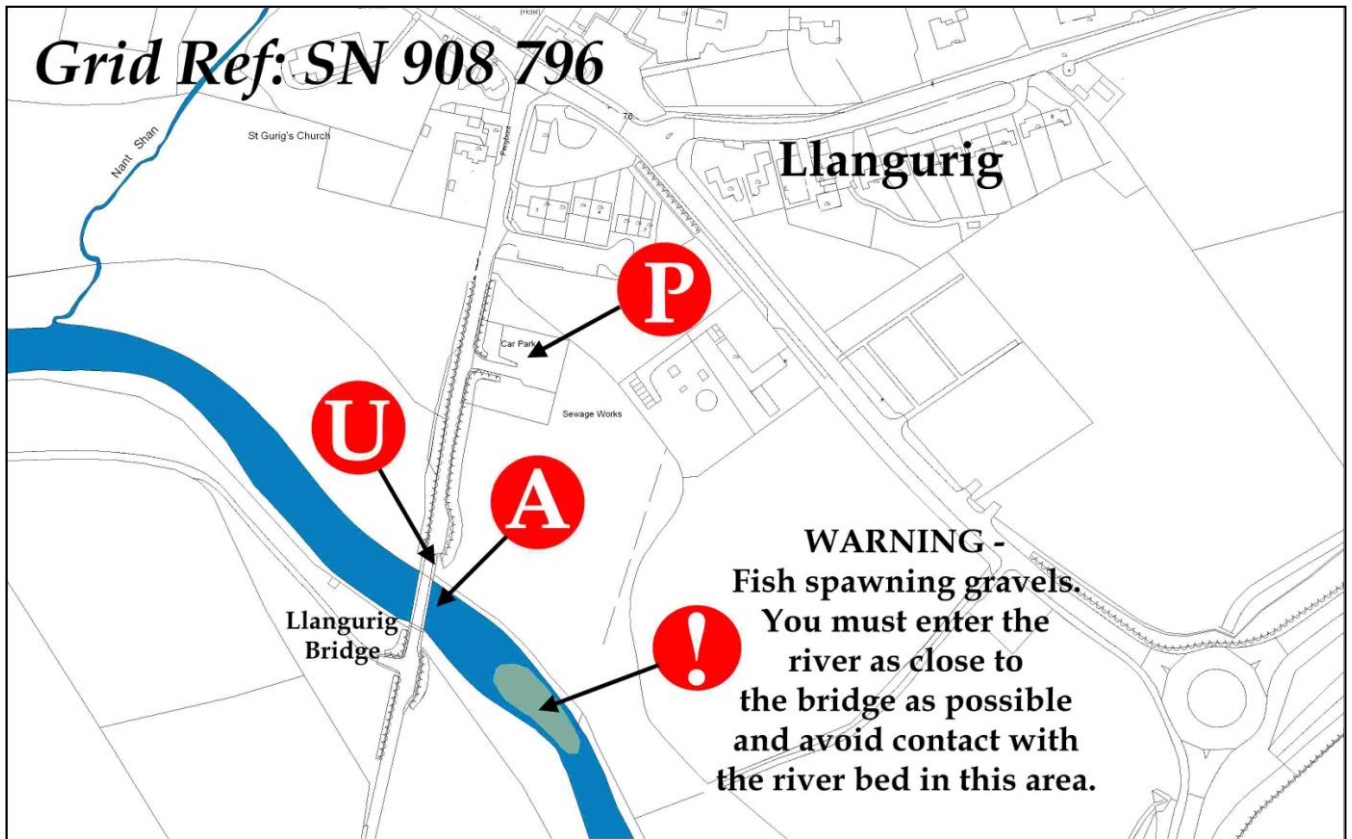 (Hotel)
Grid Ref: SN 908 796
Nant Shan
St Gurig's Church
Llangurig
P
Car Park
Sewage Works
U
A
Llangurig
Bridge
!
WARNING -
Fish spawning gravels.
You must enter the
river as close to
the bridge as possible
and avoid contact with
the river bed in this area.